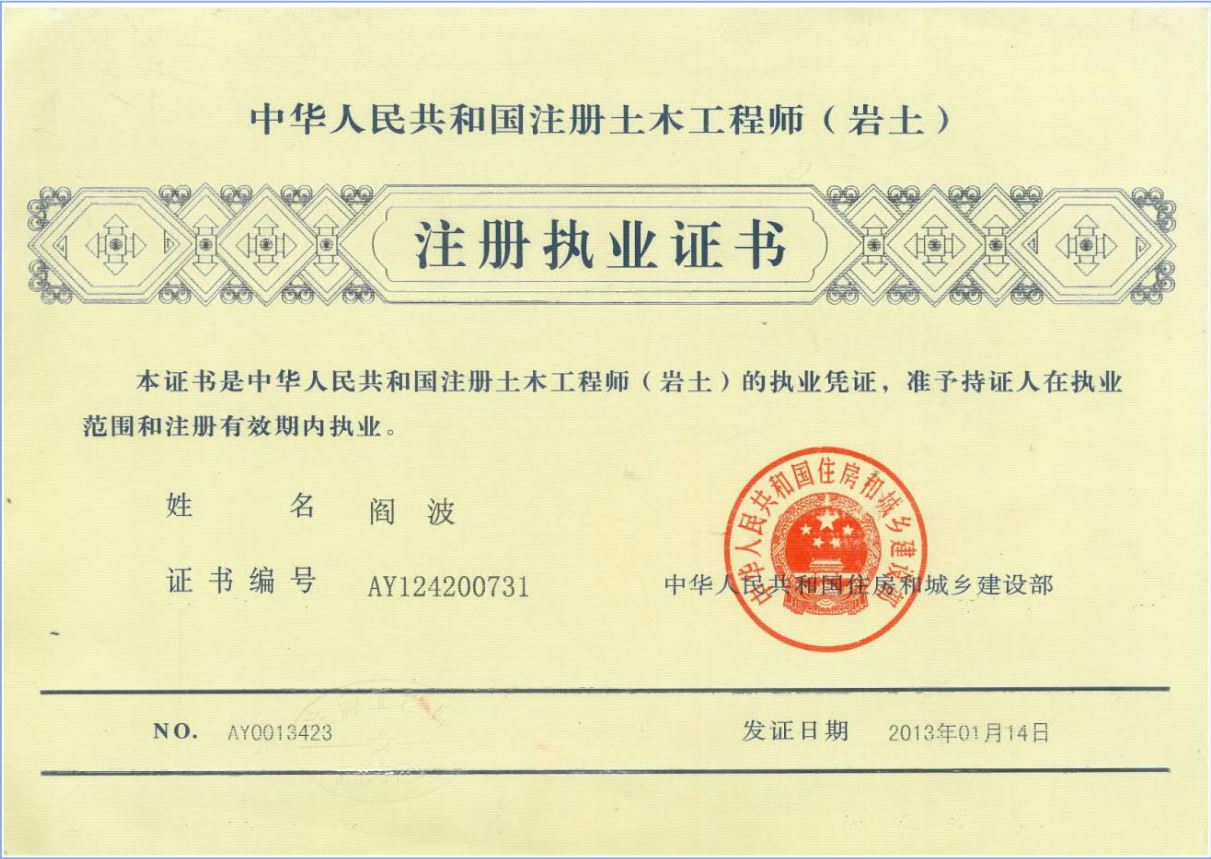 中华人民共和国注册土木工程师（岩土）
注册执业证书
本证书是中华人民共和国注册土木工程师（岩土）的执业凭证，准予持证人在执业
范围和注册有效期内执业。
姓 名 阎 波
证书编号 AY124200731
中华人民共和国住房和城乡建设部
中华人民共和国住房和城乡建设部
NO. AY0013423
发证日期 2013年01月14日